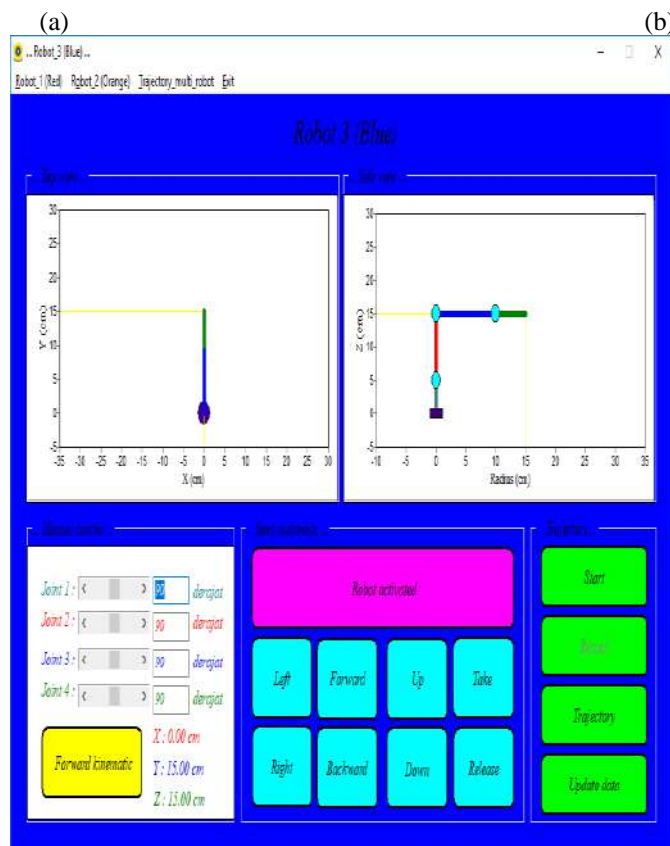 (a) (b)
... Robot_3 (Blue) ...
Robot_1 (Red) Robot_2 (Orange) Trajectory_multi_robot Exit
Robot 3 (Blue)
... Top view ... ... Side view ...
30 30
25 25
20 20
15 15
10 10
5 5
0 0
-5 -5
Y (cm) Z (cm)
-35 -30 -25 -20 -15 -10 -5 0 5 10 15 20 25 30 -10 -5 0 5 10 15 20 25 30 35
X (cm) Radius (cm)
Robot activated Start
Joint 1 : 90 derajat
Joint 2 : 90 derajat
Joint 3 : 90 derajat
Joint 4 : 90 derajat
Left Forward Up Take
Trajectory
Forward kinematic X : 0.00 cm
Y : 15.00 cm
Z : 15.00 cm
Right Backward Down Release Update data